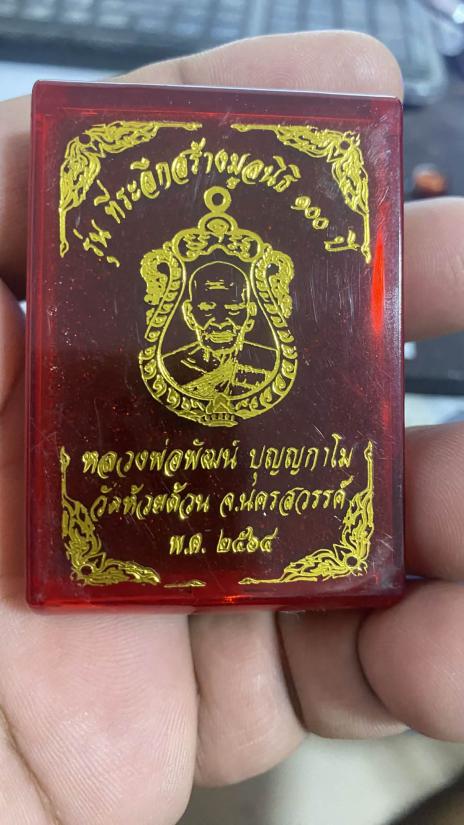 รุ่น ที่ระลึกสร้างมูลนิธิ ๑๐๐ ปี
หลวงพ่อพัฒน์ ปุญญกาโม
วัดห้วยด้วน จ.นครสวรรค์
พ.ศ. ๒๕๖๔